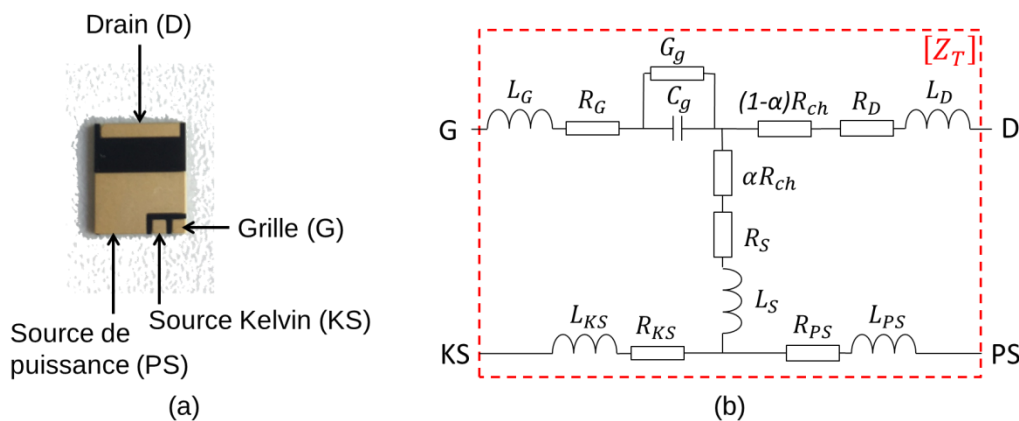 Drain (D)
Grille (G)
Source Kelvin (KS)
Source de
puissance (PS)
(a)
[Z_T]
G_g
L_G
R_G
C_g
(1-α)R_ch
R_D
L_D
G
D
αR_ch
R_S
L_S
L_KS
R_KS
R_PS
L_PS
KS
PS
(b)